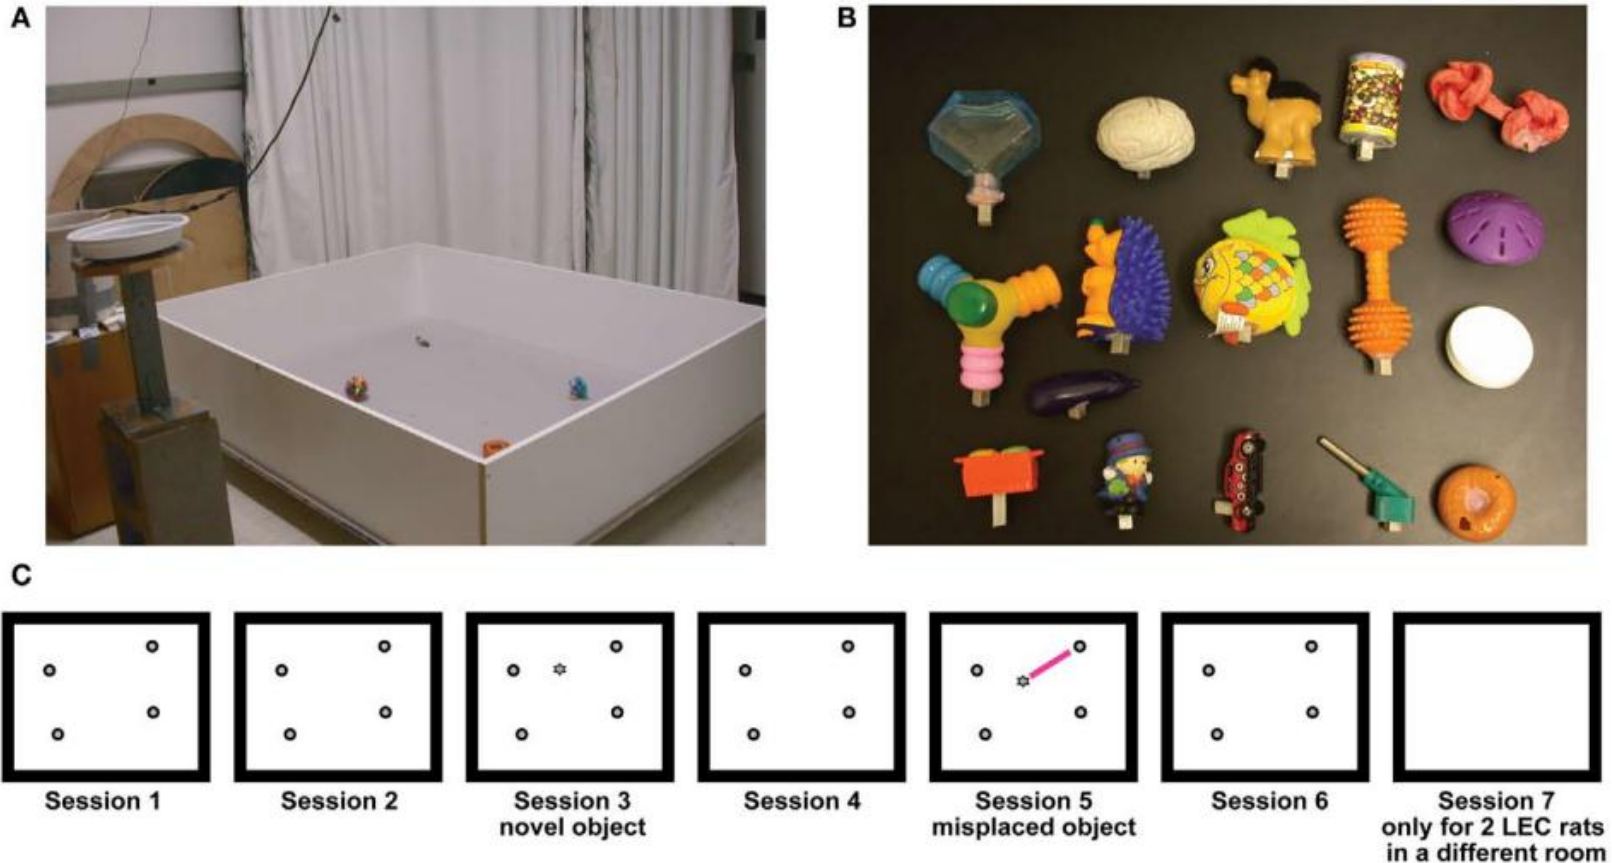 A
B
C
Session 1
Session 2
Session 3
novel object
Session 4
Session 5
misplaced object
Session 6
Session 7
only for 2 LEC rats
in a different room